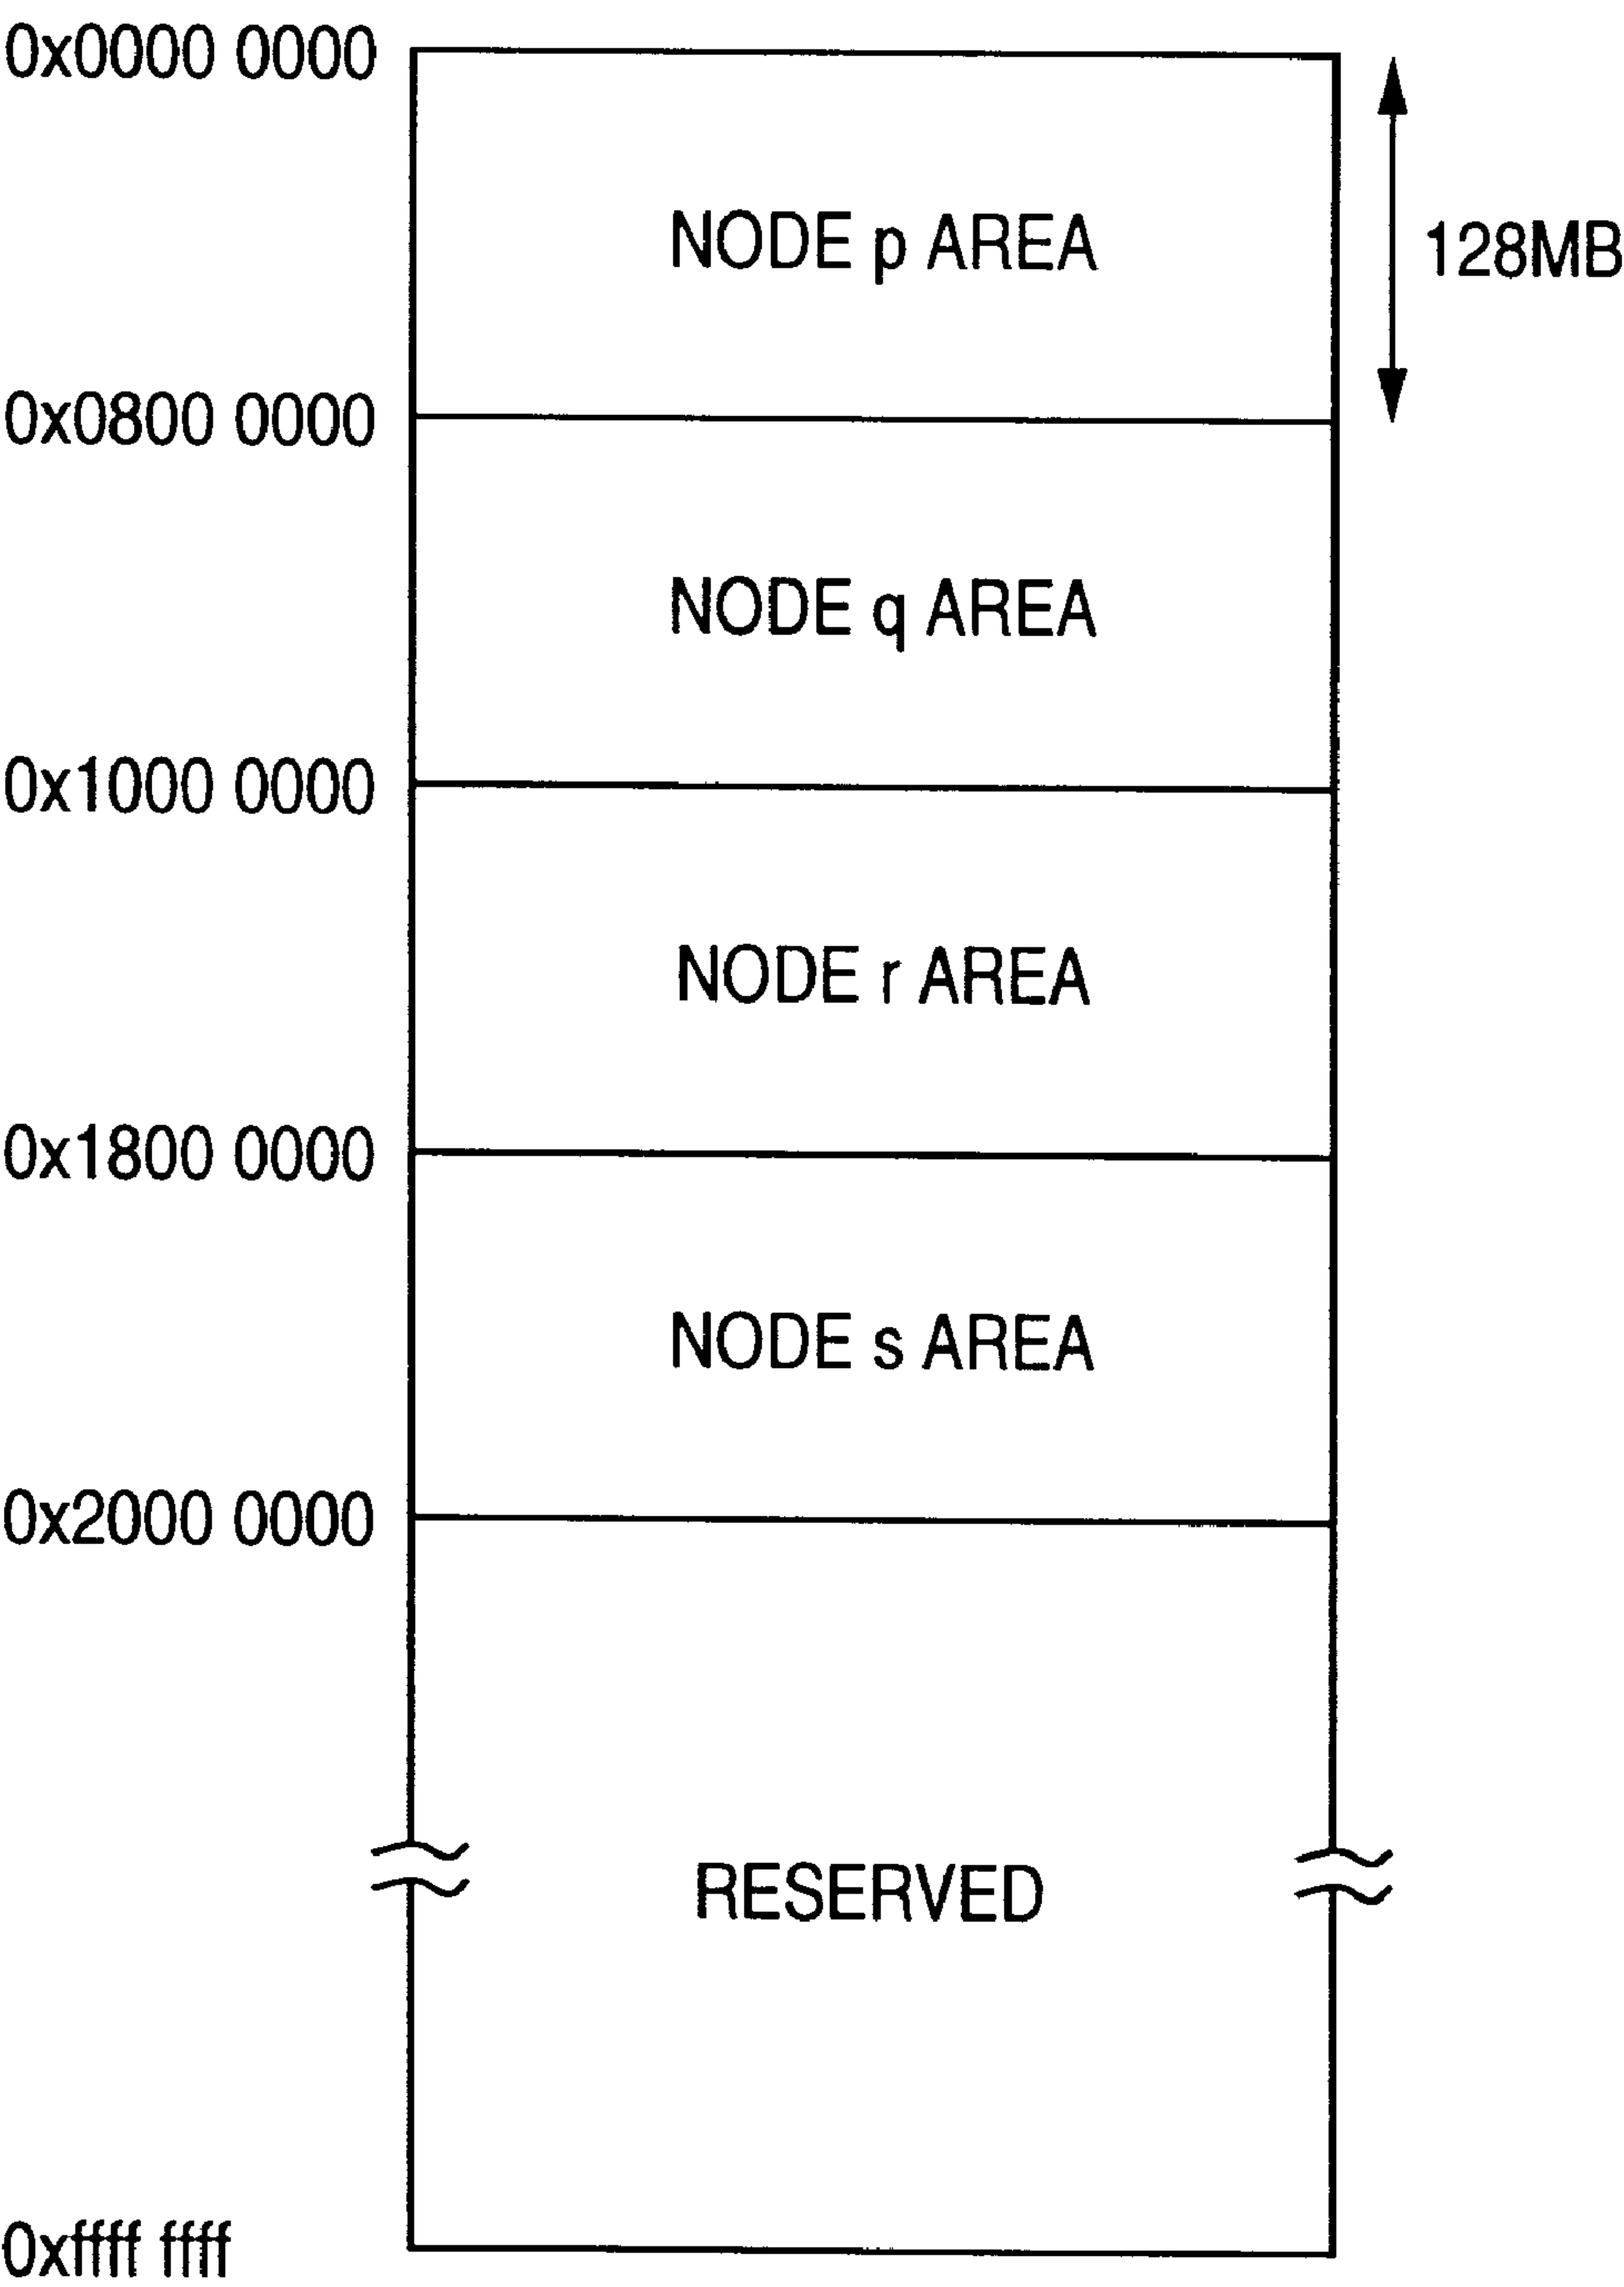 0x0000 0000
NODE p AREA
128MB
0x0800 0000
NODE q AREA
0x1000 0000
NODE r AREA
0x1800 0000
NODE s AREA
0x2000 0000
RESERVED
0xffff ffff